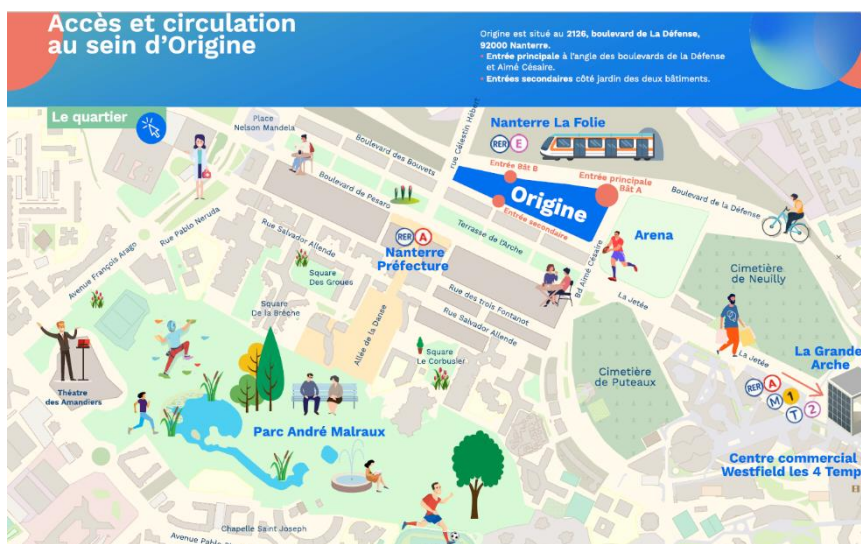 Accès et circulation
au sein d'Origine
Origine est situé au 2126, boulevard de La Défense,
92000 Nanterre.
• Entrée principale à l'angle des boulevards de la Défense
et Aimé Césaire.
• Entrées secondaires côté jardin des deux bâtiments.
Le quartier
Place
Nelson Mandela
Boulevard des Bouvets
rue Célestin Hébert
Nanterre La Folie
RER E
Entrée Bât B
Entrée principale
Bât A
Boulevard de Pesaro
Origine
Boulevard de la Défense
Rue Pablo Neruda
Rue Salvador Allende
RER A
Nanterre
Préfecture
Terrasse de l'Arche
Entrée secondaire
Arena
Avenue François Arago
Square
Des Groues
Bd Aimé Césaire
Cimetière
de Neuilly
Square
De la Brèche
Rue des trois Fontanot
La Jetée
Allée de la Danse
Rue Salvador Allende
Square
Le Corbusier
La Jetée
La Grande
Arche
Cimetière
de Puteaux
RER A
M 1
T 2
Théatre
des Amandiers
Parc André Malraux
Centre commercial
Westfield les 4 Temp
Chapelle Saint Joseph
Avenue Pablo